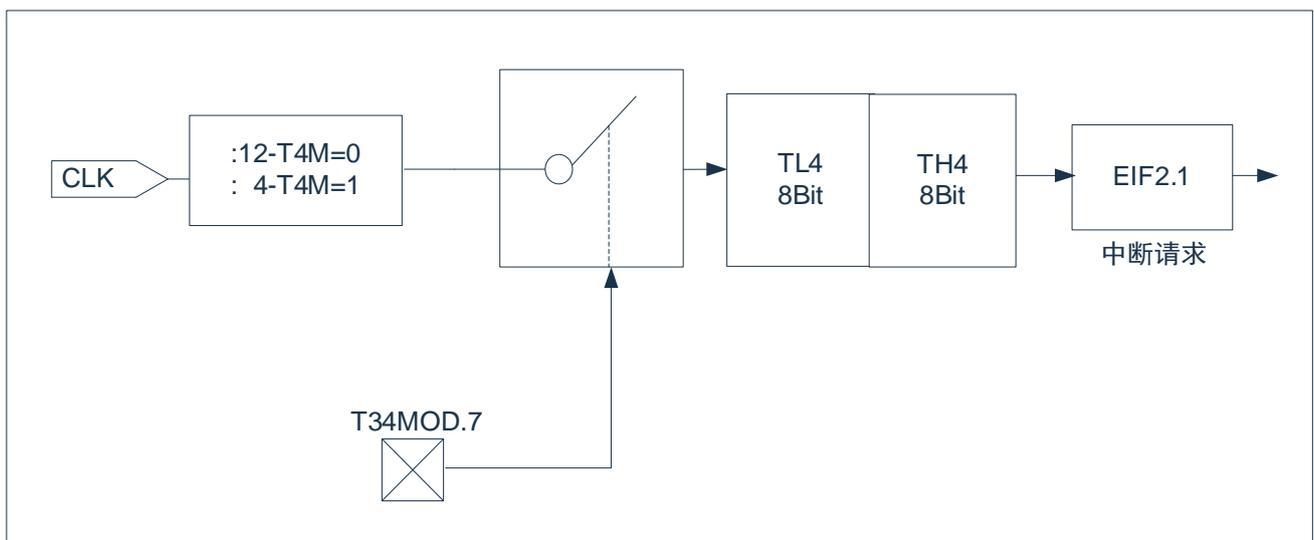 CLK
:12-T4M=0
: 4-T4M=1
TL4
8Bit
TH4
8Bit
EIF2.1
中断请求
T34MOD.7